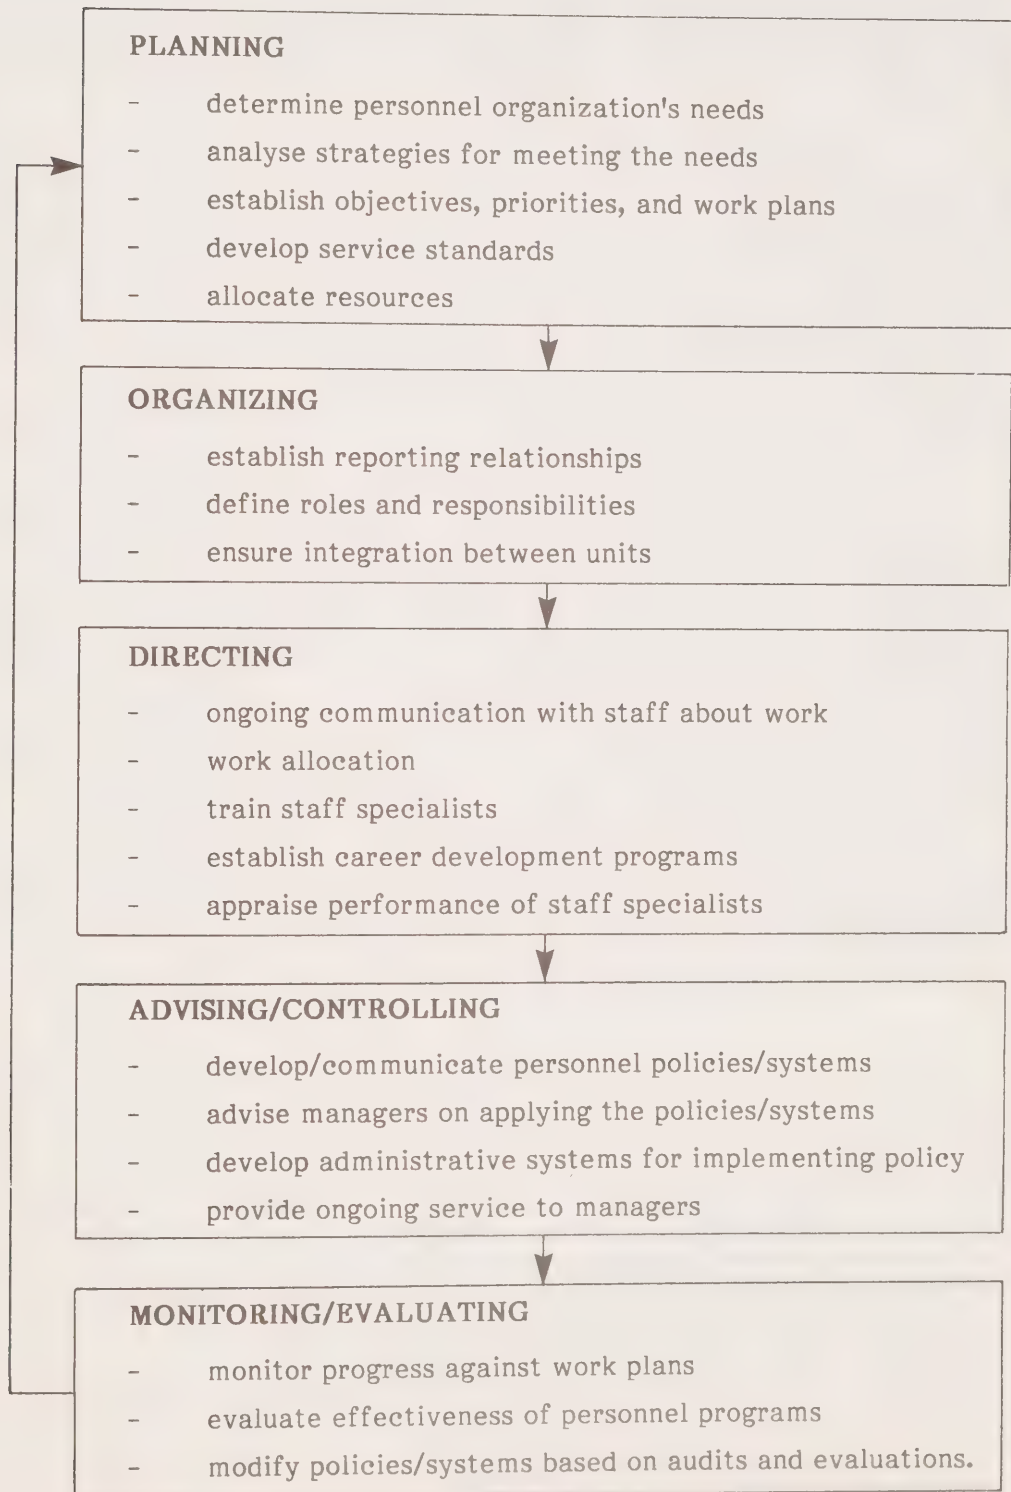 PLANNING
- determine personnel organization's needs
- analyse strategies for meeting the needs
- establish objectives, priorities, and work plans
- develop service standards
- allocate resources
ORGANIZING
- establish reporting relationships
- define roles and responsibilities
- ensure integration between units
DIRECTING
- ongoing communication with staff about work
- work allocation
- train staff specialists
- establish career development programs
- appraise performance of staff specialists
ADVISING/CONTROLLING
- develop/communicate personnel policies/systems
- advise managers on applying the policies/systems
- develop administrative systems for implementing policy
- provide ongoing service to managers
MONITORING/EVALUATING
- monitor progress against work plans
- evaluate effectiveness of personnel programs
- modify policies/systems based on audits and evaluations.